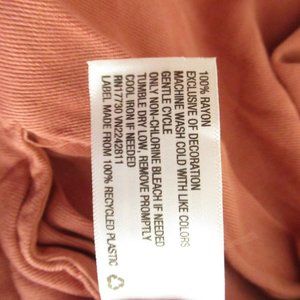 100% RAYON
EXCLUSIVE OF DECORATION
MACHINE WASH COLD WITH LIKE COLORS
GENTLE CYCLE
ONLY NON-CHLORINE BLEACH IF NEEDED
TUMBLE DRY LOW, REMOVE PROMPTLY
COOL IRON IF NEEDED
RN17730 VN2242811
LABEL MADE FROM 100% RECYCLED PLASTIC